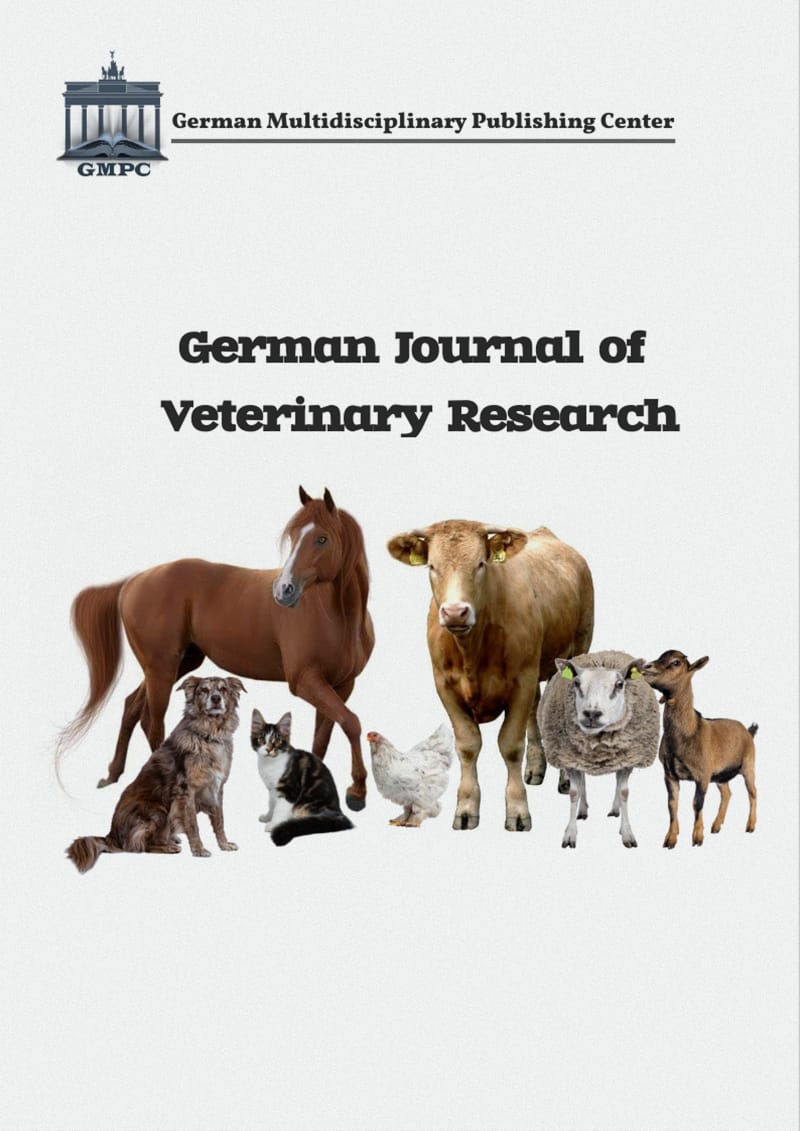 German Multidisciplinary Publishing Center
GMPC
German Journal of
Veterinary Research